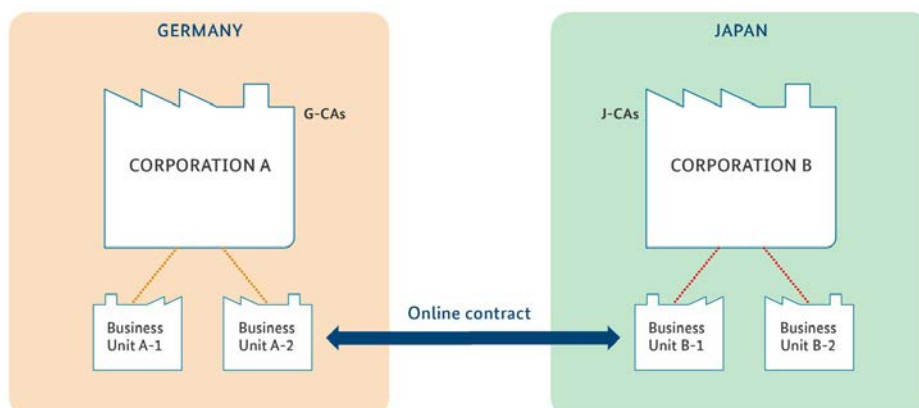 GERMANY
G-CAs
CORPORATION A
Business
Unit A-1
Business
Unit A-2
Online contract
JAPAN
J-CAs
CORPORATION B
Business
Unit B-1
Business
Unit B-2